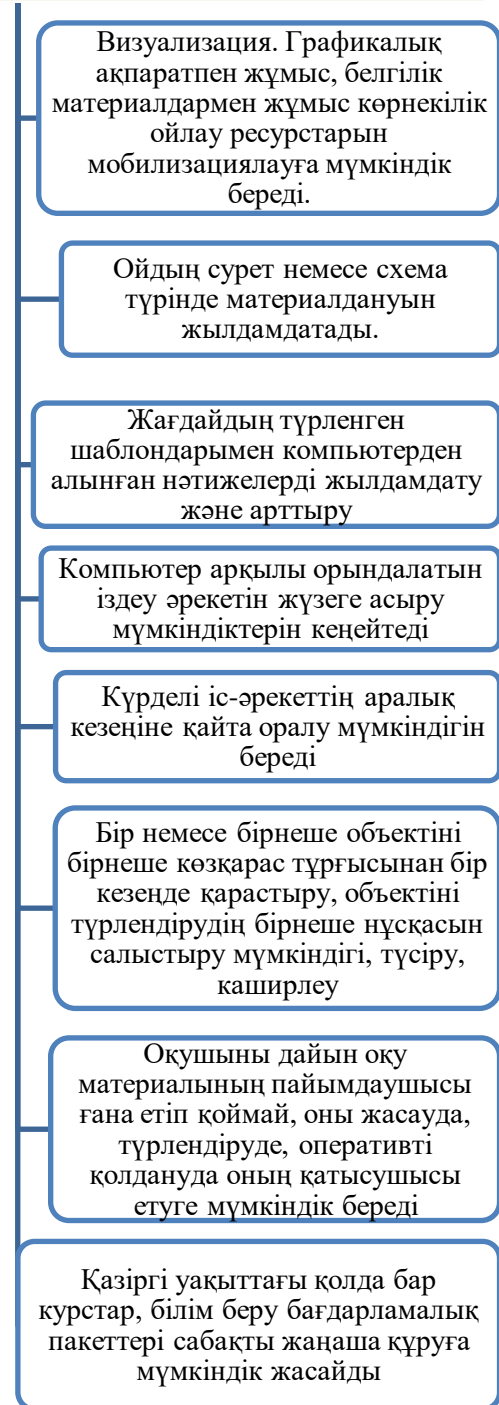 Визуализация. Графикалық
ақпаратпен жұмыс, белгілік
материалдармен жұмыс көрнекілік
ойлау ресурстарын
мобилизациялауға мүмкіндік
береді.
Ойдың сурет немесе схема
түрінде материалдануын
жылдамдатады.
Жағдайдың түрленген
шаблондарымен компьютерден
алынған нәтижелерді жылдамдату
және арттыру
Компьютер арқылы орындалатын
іздеу әрекетін жүзеге асыру
мүмкіндіктерін кеңейтеді
Күрделі іс-әрекеттің аралық
кезеңіне қайта оралу мүмкіндігін
береді
Бір немесе бірнеше объектіні
бірнеше көзқарас тұрғысынан бір
кезеңде қарастыру, объектіні
түрлендірудің бірнеше нұсқасын
салыстыру мүмкіндігі, түсіру,
каширлеу
Оқушыны дайын оқу
материалының пайымдаушысы
ғана етіп қоймай, оны жасауда,
түрлендіруде, оперативті
қолдануда оның қатысушысы
етуге мүмкіндік береді
Қазіргі уақыттағы қолда бар
курстар, білім беру бағдарламалық
пакеттері сабақты жаңаша құруға
мүмкіндік жасайды